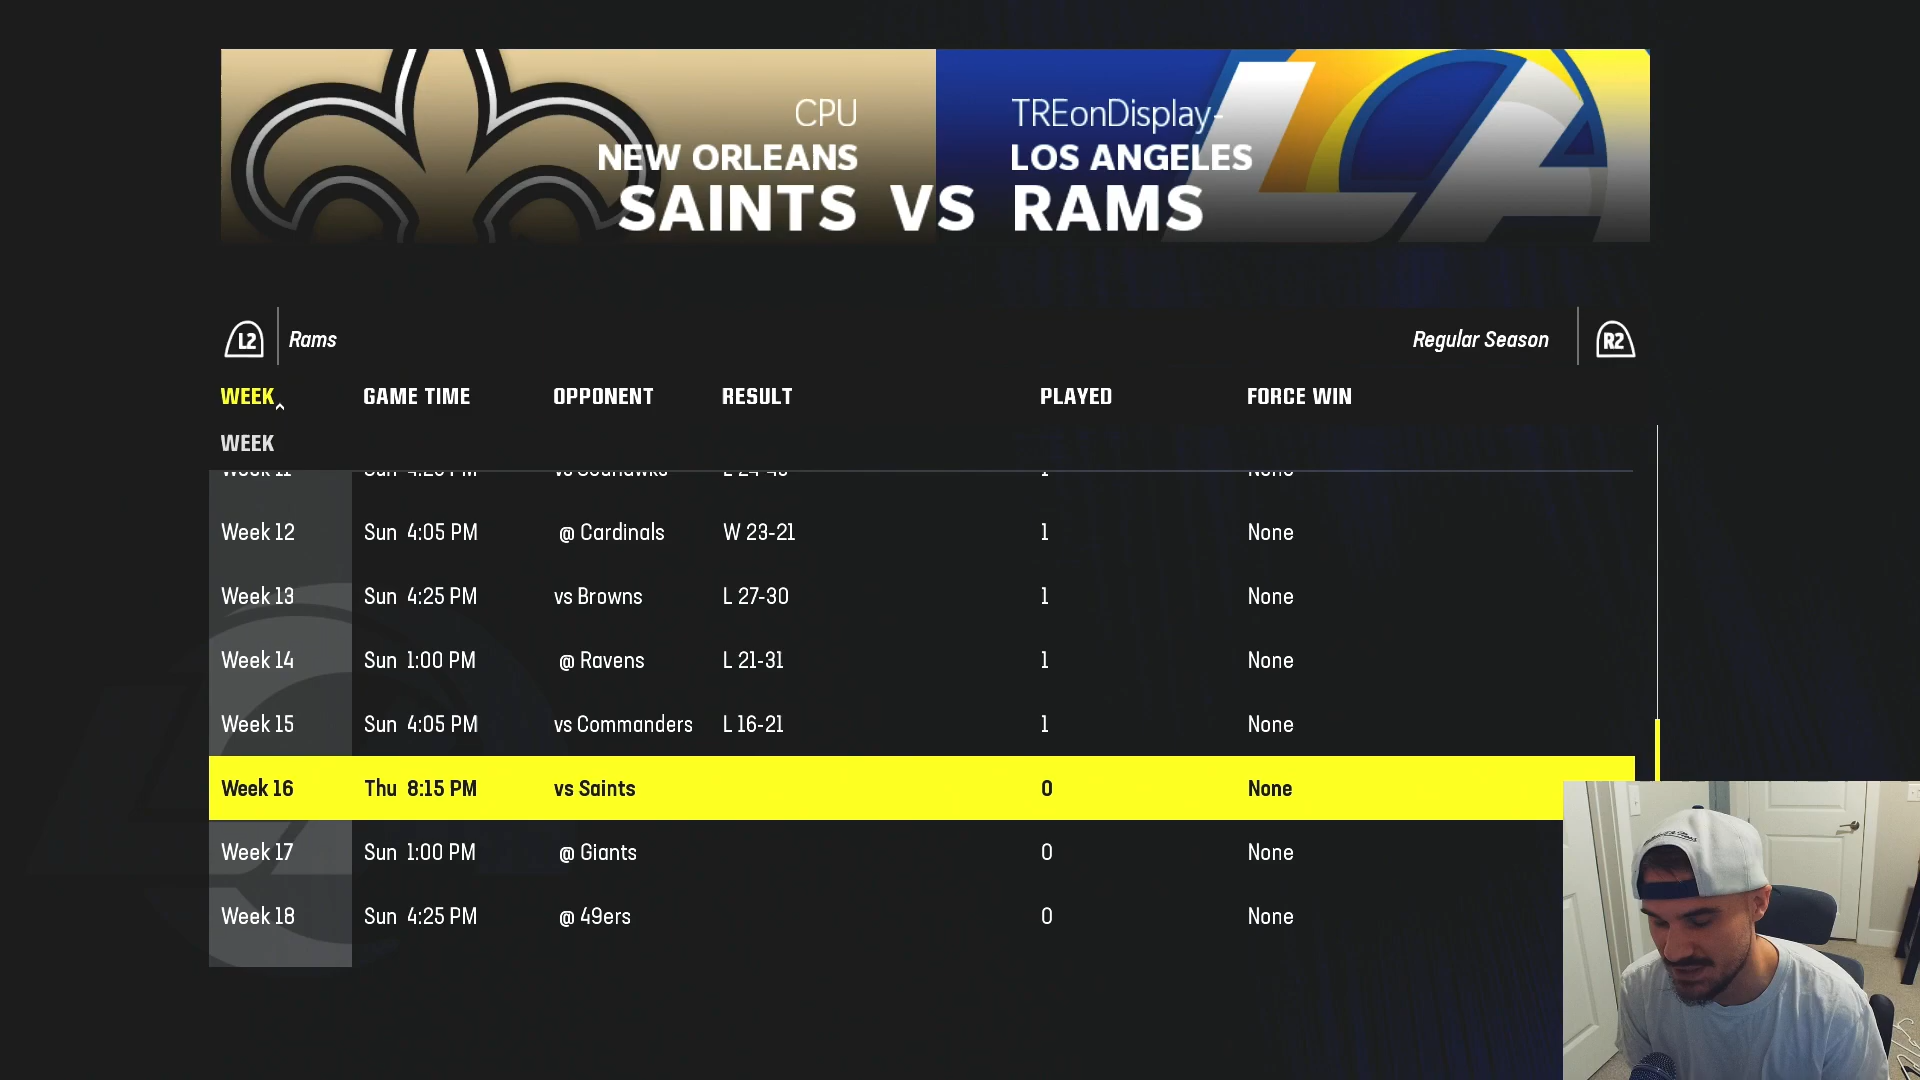 CPU
NEW ORLEANS
SAINTS VS RAMS
TREonDisplay-
LOS ANGELES
L2 Rams
Regular Season R2
WEEK GAME TIME OPPONENT RESULT PLAYED FORCE WIN
WEEK
Week 12 Sun 4:05 PM @ Cardinals W 23-21 1 None
Week 13 Sun 4:25 PM vs Browns L 27-30 1 None
Week 14 Sun 1:00 PM @ Ravens L 21-31 1 None
Week 15 Sun 4:05 PM vs Commanders L 16-21 1 None
Week 16 Thu 8:15 PM vs Saints 0 None
Week 17 Sun 1:00 PM @ Giants 0 None
Week 18 Sun 4:25 PM @ 49ers 0 None